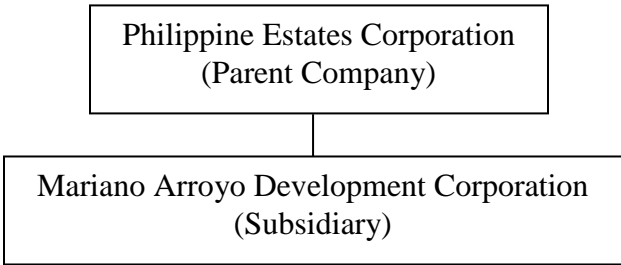 Philippine Estates Corporation
(Parent Company)
Mariano Arroyo Development Corporation
(Subsidiary)